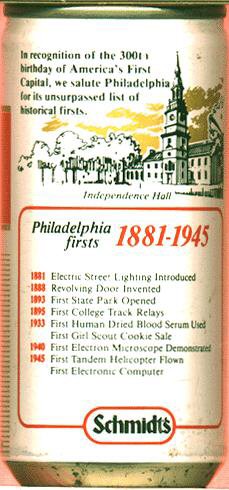 In recognition of the 300t
birthday of America's First
Capital, we salute Philadelphia
for its unsurpassed list of
historical firsts.
Independence Hall
Philadelphia
firsts 1881-1945
1881 Electric Street Lighting Introduced
1888 Revolving Door Invented
1893 First State Park Opened
1895 First College Track Relays
1933 First Human Dried Blood Serum Used
First Girl Scout Cookie Sale
1940 First Electron Microscope Demonstrated
1945 First Tandem Helicopter Flown
First Electronic Computer
Schmidt's